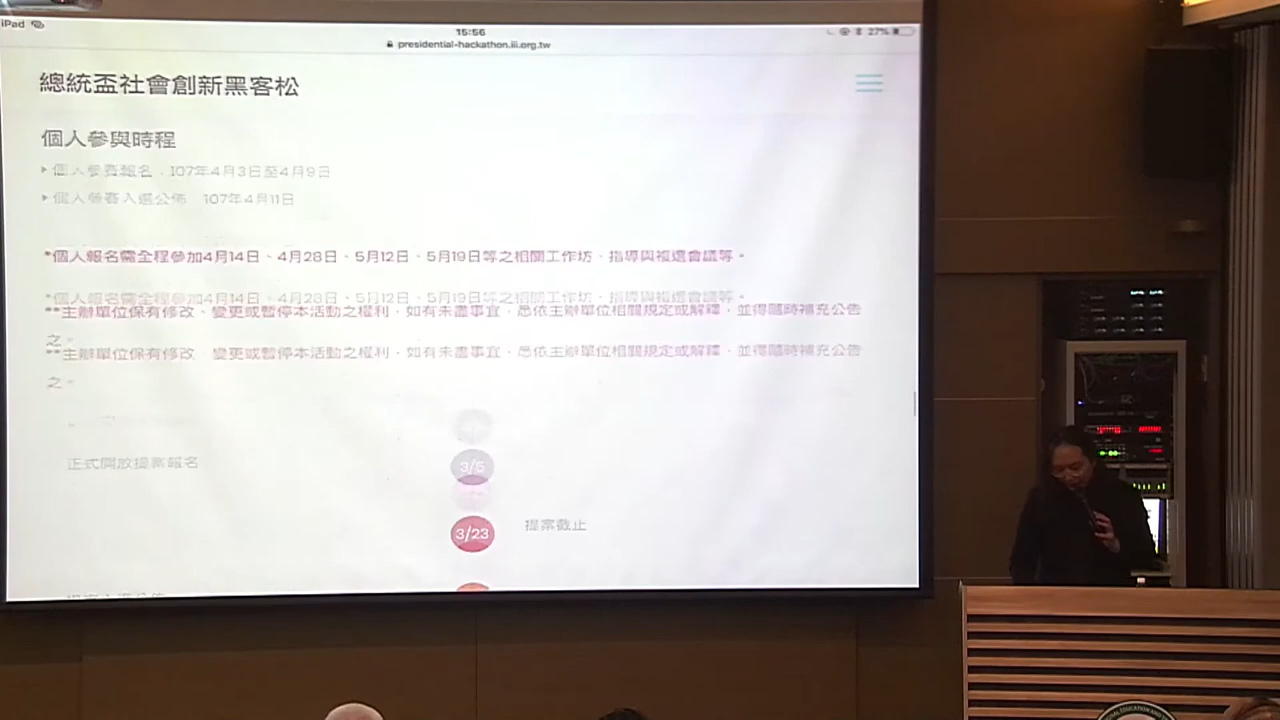 iPad
15:56
27%
presidential-hackathon.iii.org.tw
總統盃社會創新黑客松
個人參與時程
個人參賽報名：107年4月3日至4月9日
個人參賽入選公佈　107年4月11日
*個人報名需全程參加4月14日、4月28日、5月12日、5月19日等之相關工作坊、指導與複選會議等。
*個人報名需全程參加4月14日、4月28日、5月12日、5月19日等之相關工作坊、指導與複選會議等。
**主辦單位保有修改、變更或暫停本活動之權利，如有未盡事宜，悉依主辦單位相關規定或解釋，並得隨時補充公告
之。
**主辦單位保有修改、變更或暫停本活動之權利，如有未盡事宜，悉依主辦單位相關規定或解釋，並得隨時補充公告
之。
正式開放提案報名
3/5
3/23
提案截止